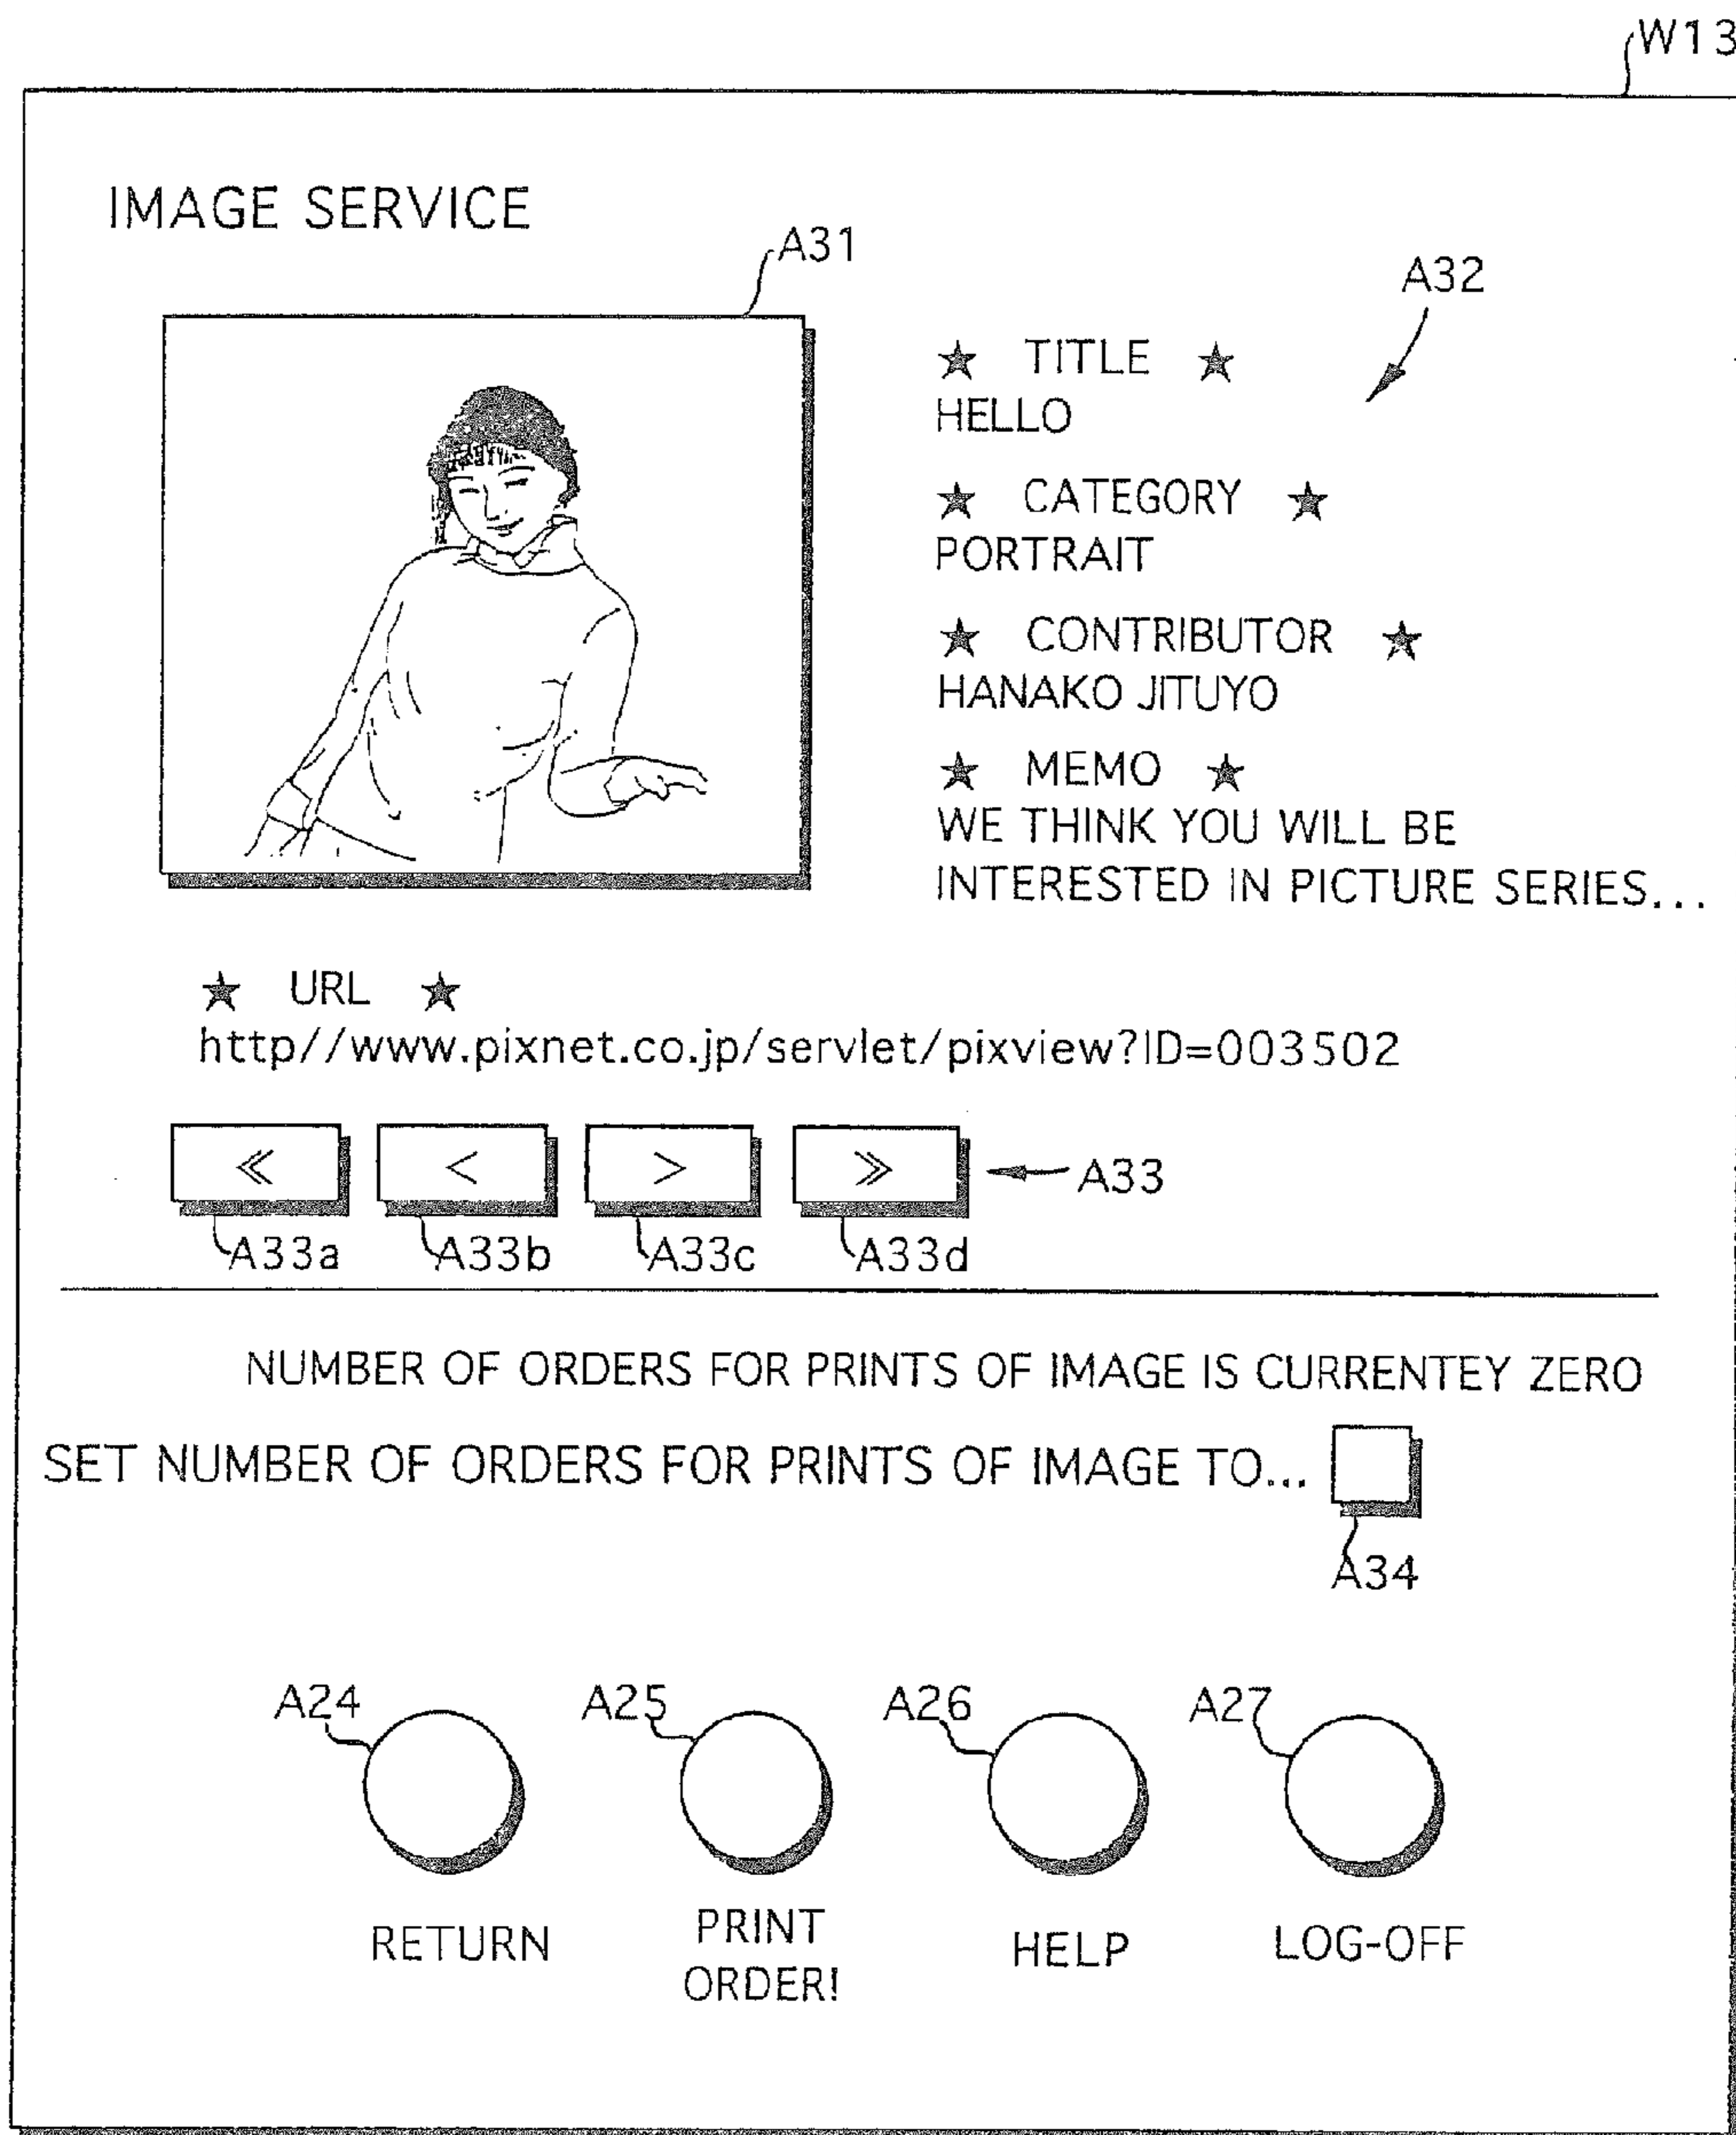 W13
IMAGE SERVICE
A31
A32
★ TITLE ★
HELLO
★ CATEGORY ★
PORTRAIT
★ CONTRIBUTOR ★
HANAKO JITUYO
★ MEMO ★
WE THINK YOU WILL BE
INTERESTED IN PICTURE SERIES...
★ URL ★
http//www.pixnet.co.jp/servlet/pixview?ID=003502
≪ < > ≫ A33
A33a A33b A33c A33d
NUMBER OF ORDERS FOR PRINTS OF IMAGE IS CURRENTEY ZERO
SET NUMBER OF ORDERS FOR PRINTS OF IMAGE TO...
A34
A24 A25 A26 A27
RETURN
PRINT
ORDER!
HELP
LOG-OFF